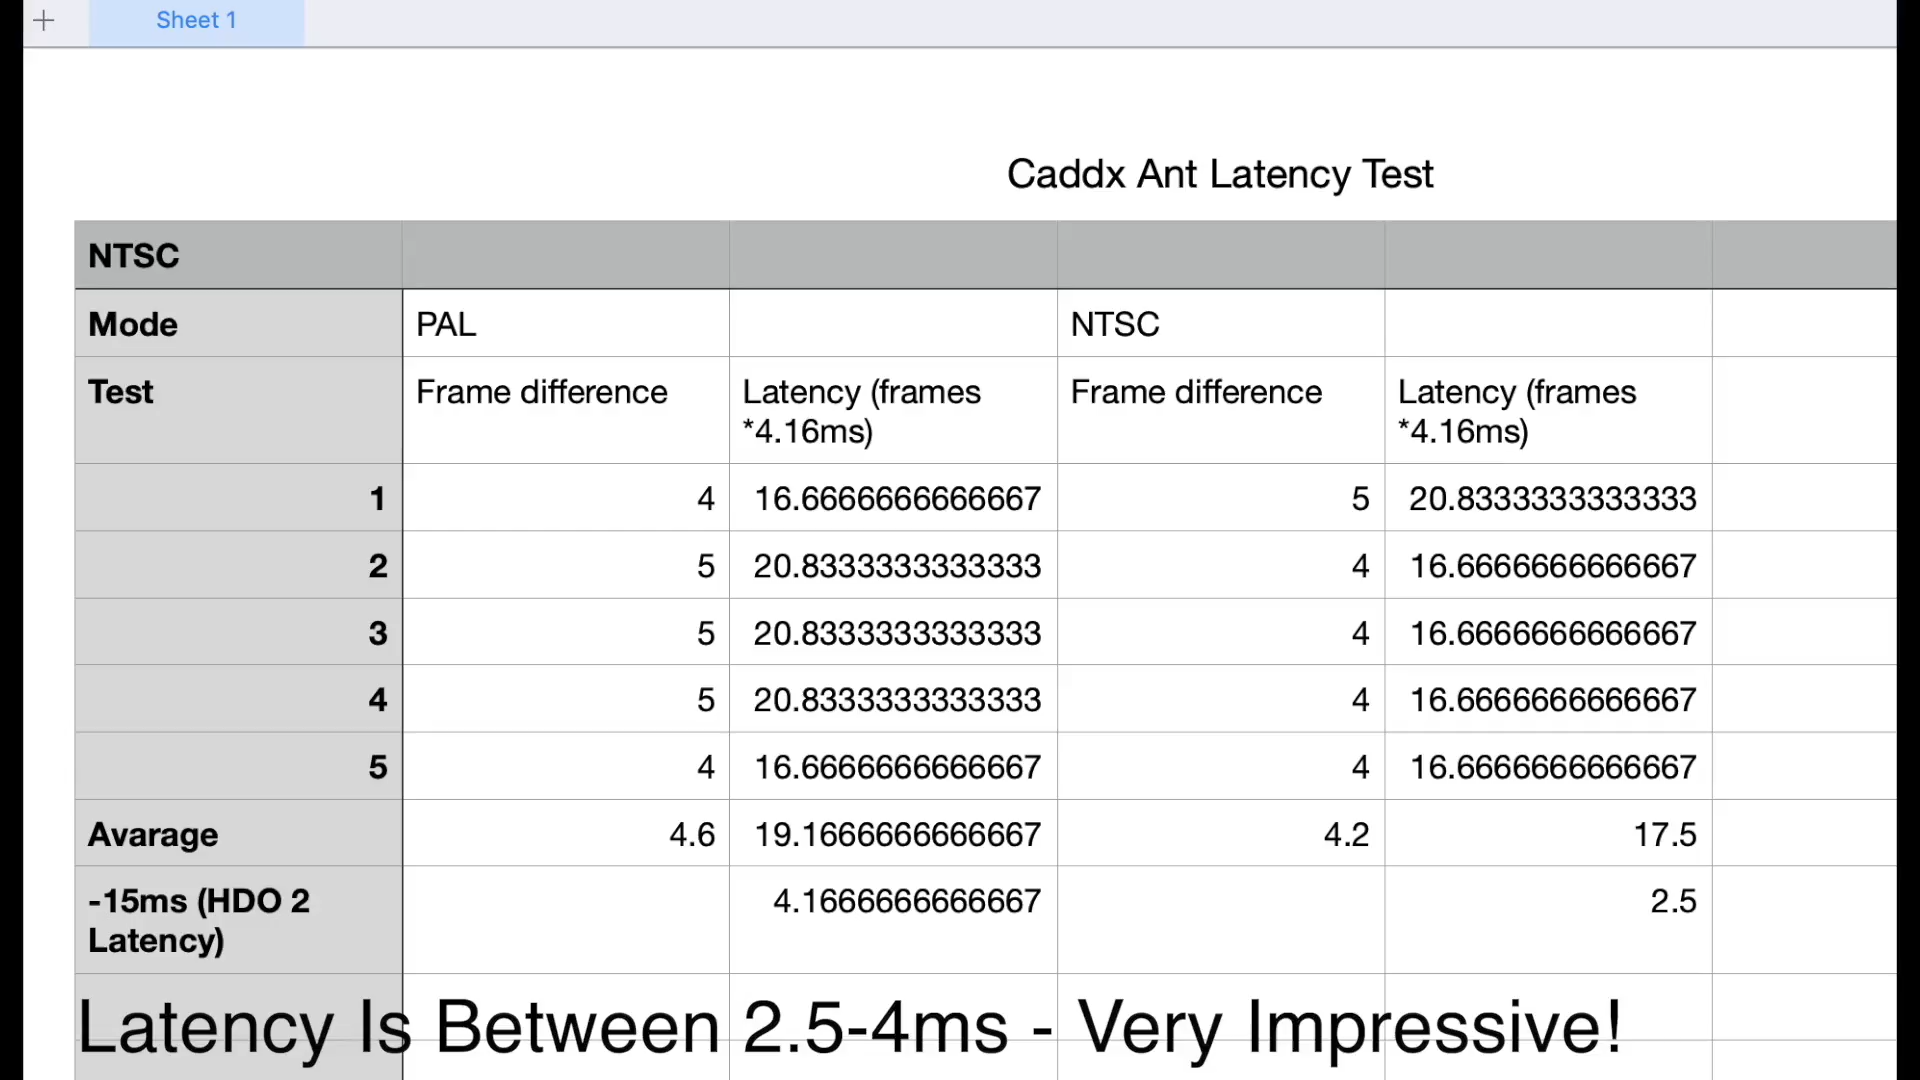 Sheet 1
Caddx Ant Latency Test
NTSC
Mode PAL NTSC
Test Frame difference Latency (frames *4.16ms) Frame difference Latency (frames *4.16ms)
1 4 16.6666666666667 5 20.8333333333333
2 5 20.8333333333333 4 16.6666666666667
3 5 20.8333333333333 4 16.6666666666667
4 5 20.8333333333333 4 16.6666666666667
5 4 16.6666666666667 4 16.6666666666667
Avarage 4.6 19.1666666666667 4.2 17.5
-15ms (HDO 2 Latency) 4.1666666666667 2.5
Latency Is Between 2.5-4ms - Very Impressive!